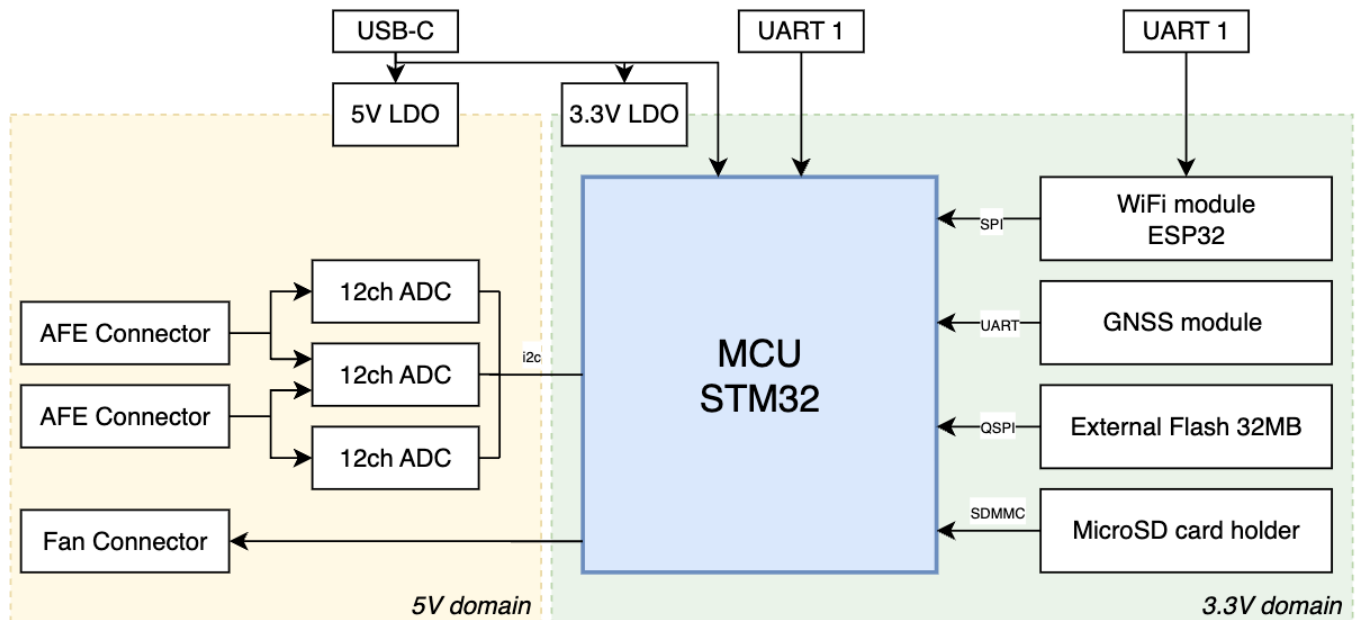 USB-C
UART 1
UART 1
5V LDO
3.3V LDO
WiFi module
ESP32
SPI
12ch ADC
AFE Connector
GNSS module
UART
MCU
STM32
i2c
12ch ADC
AFE Connector
External Flash 32MB
QSPI
12ch ADC
SDMMC
MicroSD card holder
Fan Connector
5V domain
3.3V domain